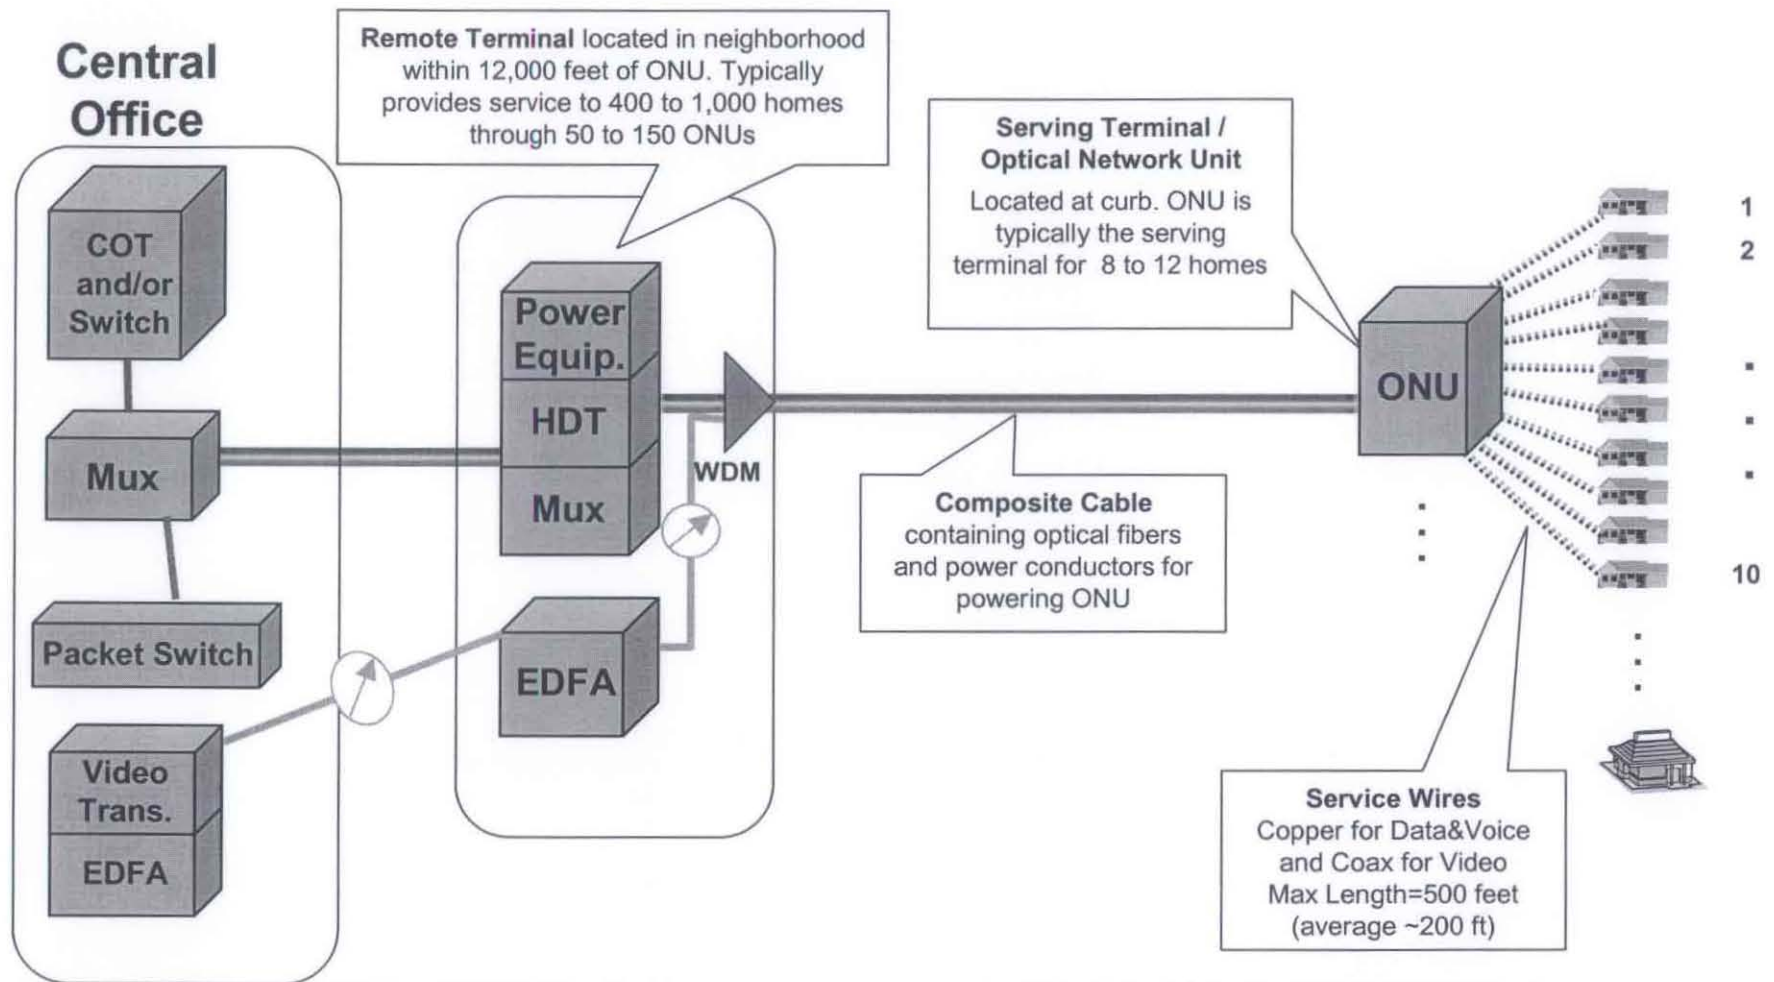 Central
Office
COT
and/or
Switch
Mux
Packet Switch
Video
Trans.
EDFA
Remote Terminal located in neighborhood
within 12,000 feet of ONU. Typically
provides service to 400 to 1,000 homes
through 50 to 150 ONUs
Power
Equip.
HDT
Mux
WDM
EDFA
Serving Terminal /
Optical Network Unit
Located at curb. ONU is
typically the serving
terminal for 8 to 12 homes
Composite Cable
containing optical fibers
and power conductors for
powering ONU
ONU
1
2
10
Service Wires
Copper for Data&Voice
and Coax for Video
Max Length=500 feet
(average ~200 ft)